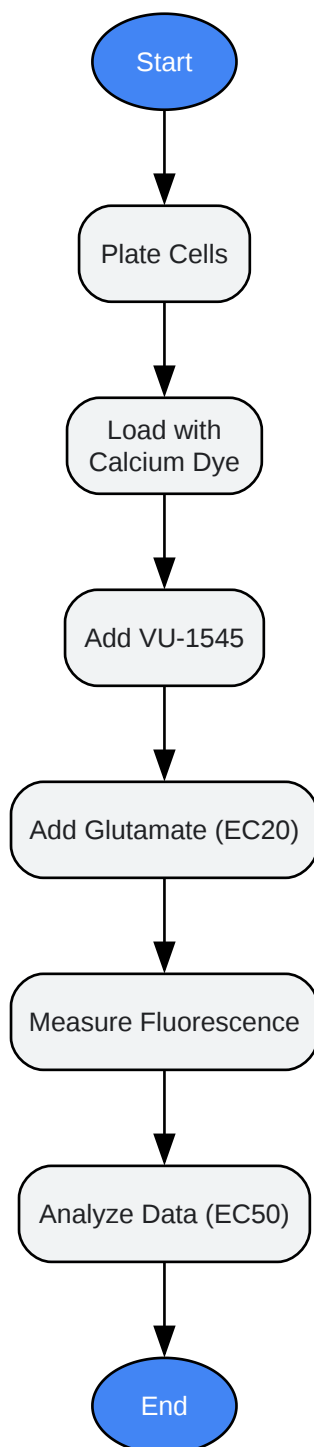 Start
Plate Cells
Load with
Calcium Dye
Add VU-1545
Add Glutamate (EC20)
Measure Fluorescence
Analyze Data (EC50)
End